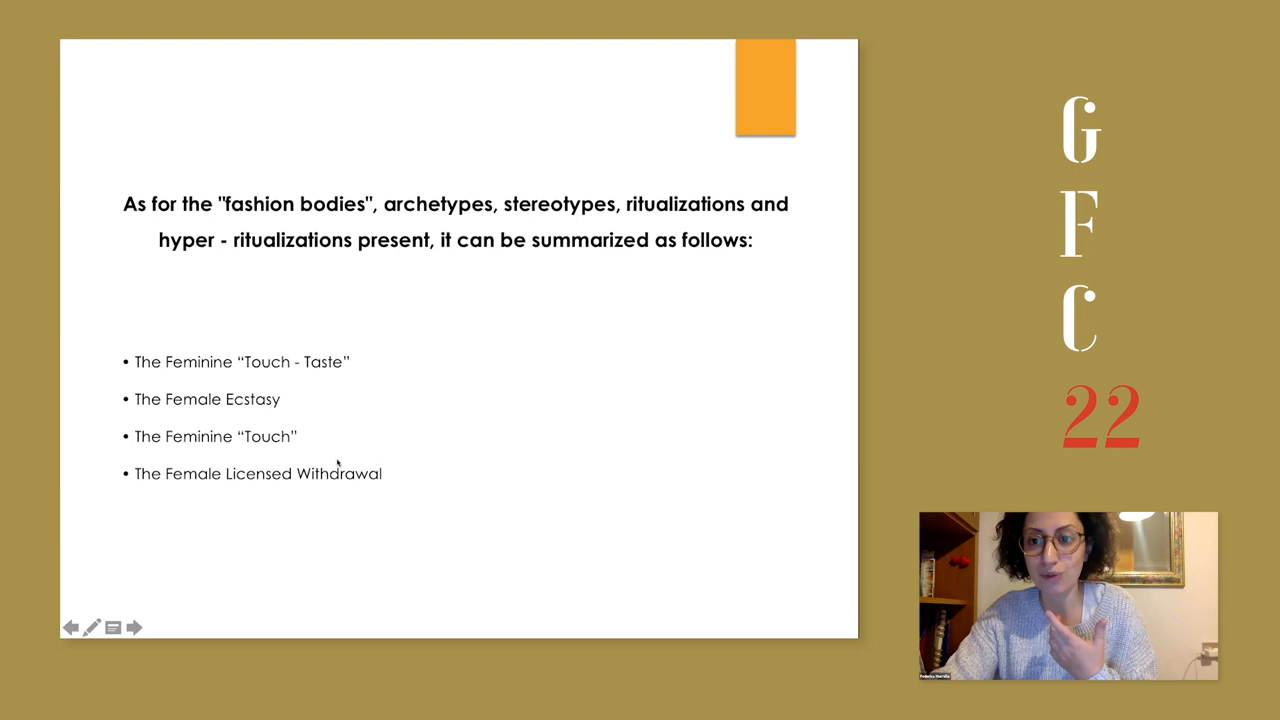 As for the "fashion bodies", archetypes, stereotypes, ritualizations and
hyper - ritualizations present, it can be summarized as follows:
• The Feminine “Touch - Taste”
• The Female Ecstasy
• The Feminine “Touch”
• The Female Licensed Withdrawal
G
F
C
22